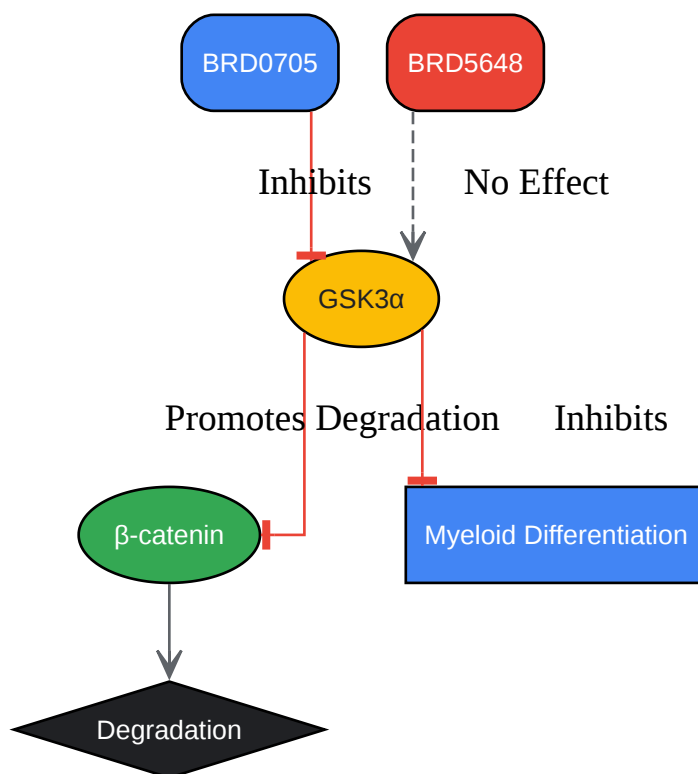 BRD0705
BRD5648
Inhibits
No Effect
GSK3α
Promotes Degradation
Inhibits
β-catenin
Myeloid Differentiation
Degradation